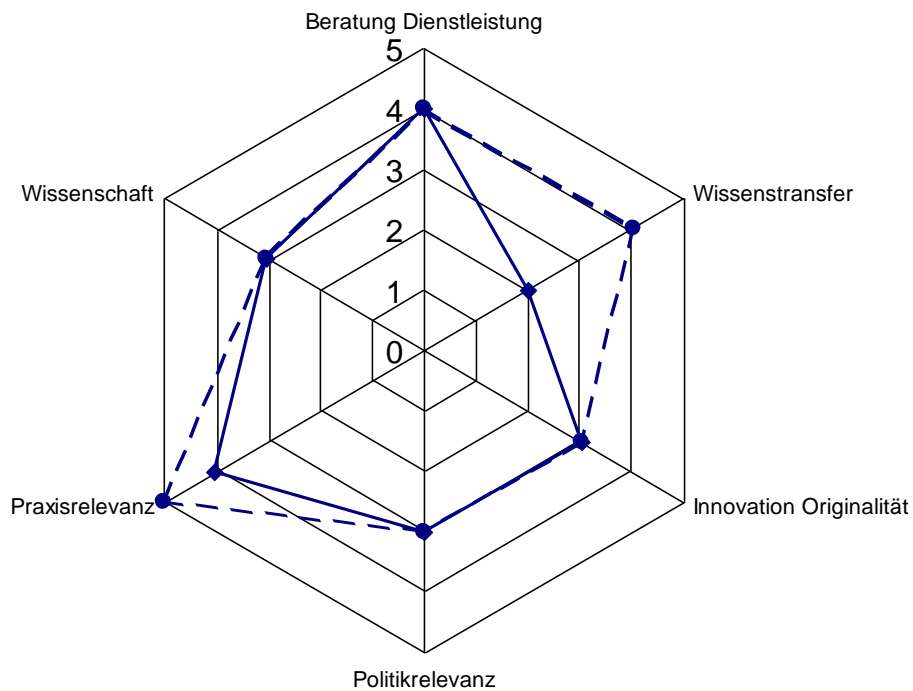 Beratung Dienstleistung
5
4
Wissenschaft
Wissenstransfer
3
2
1
0
Praxisrelevanz
Innovation Originalität
Politikrelevanz